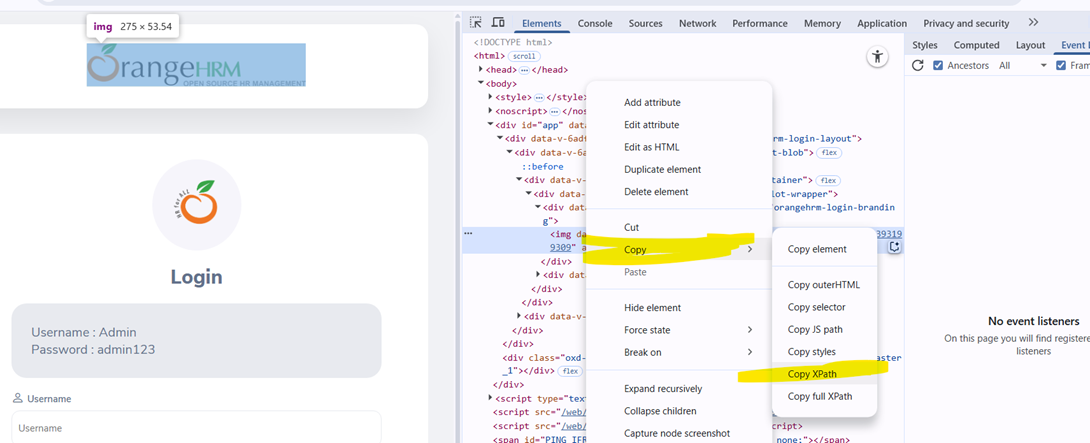 img 275 × 53.54
OrangeHRM
OPEN SOURCE HR MANAGEMENT
HR for ALL
Login
Username : Admin
Password : admin123
Username
Username
Elements Console Sources Network Performance Memory Application Privacy and security
<!DOCTYPE html>
<html> scroll
<head> … </head>
<body>
<style> … </style>
<noscript> … </no
<div id="app" dat
<div data-v-6ad rm-login-layout">
<div data-v-6a t-blob"> flex
::before
<div data-v- tainer"> flex
<div data- lot-wrapper">
<div dat orangehrm-login-brandin
g">
<img da 39319
9309" a
</div>
<div da
</div>
</div>
<div da
</div>
</div>
<div class="oxd- aster
_1"></div> flex
</div>
<script type="tex
<script src="/web/
<script src="/web/ script>
<span id="PING_IFR none;"></span>
Add attribute
Edit attribute
Edit as HTML
Duplicate element
Delete element
Cut
Copy
Paste
Hide element
Force state
Break on
Expand recursively
Collapse children
Capture node screenshot
Copy element
Copy outerHTML
Copy selector
Copy JS path
Copy styles
Copy XPath
Copy full XPath
Styles Computed Layout Event
Ancestors All Fram
No event listeners
On this page you will find registere
listeners